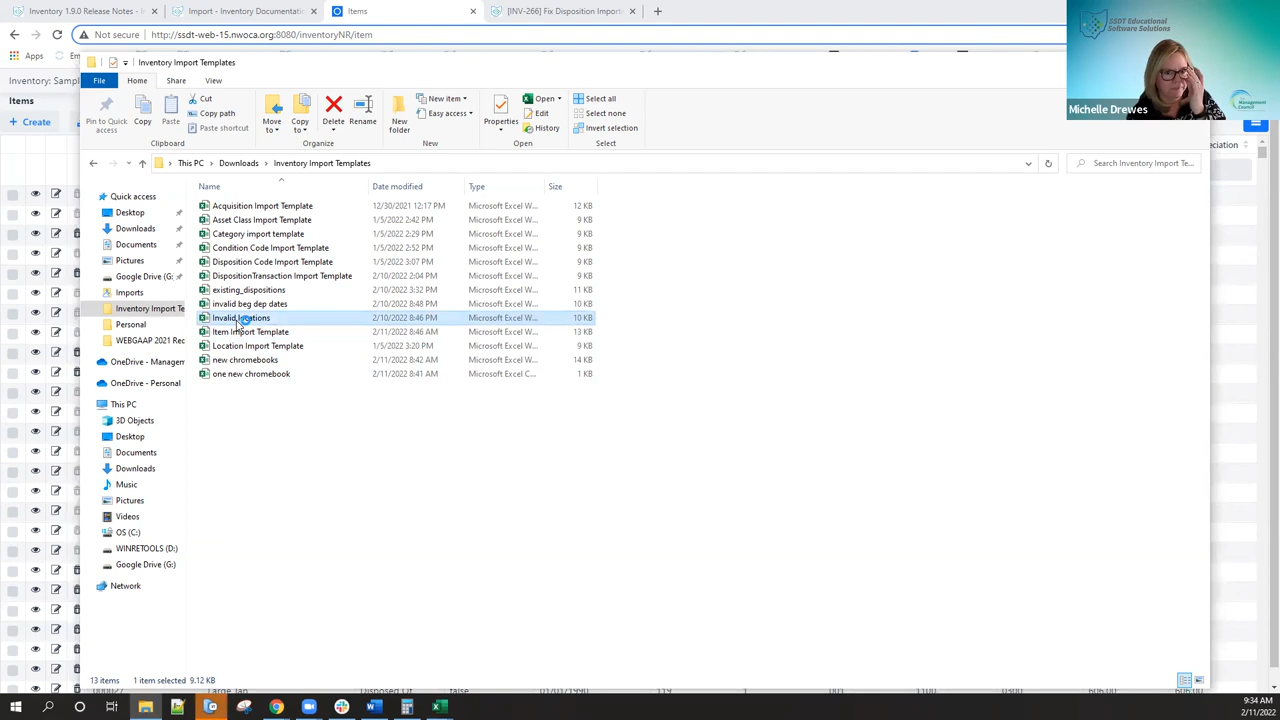 Inventory 1.9.0 Release Notes - I
Import - Inventory Documentatio
Items
[INV-266] Fix Disposition Import
Not secure
http://ssdt-web-15.nwoca.org:8080/inventoryNR/item
Apps
Inventory: Samp
Items
Create
Inventory Import Templates
File
Home
Share
View
Pin to Quick access
Copy
Paste
Cut
Copy path
Paste shortcut
Move to
Copy to
Delete
Rename
New folder
New item
Easy access
Properties
Open
Edit
History
Select all
Select none
Invert selection
Clipboard
Organize
New
Open
Select
This PC > Downloads > Inventory Import Templates
Search Inventory Import Te...
Name Date modified Type Size
Acquisition Import Template 12/30/2021 12:17 PM Microsoft Excel W... 12 KB
Asset Class Import Template 1/5/2022 2:42 PM Microsoft Excel W... 9 KB
Category import template 1/5/2022 2:29 PM Microsoft Excel W... 9 KB
Condition Code Import Template 1/5/2022 2:52 PM Microsoft Excel W... 9 KB
Disposition Code Import Template 1/5/2022 3:07 PM Microsoft Excel W... 9 KB
DispositionTransaction Import Template 2/10/2022 2:04 PM Microsoft Excel W... 9 KB
existing_dispositions 2/10/2022 3:32 PM Microsoft Excel W... 11 KB
invalid beg dep dates 2/10/2022 8:48 PM Microsoft Excel W... 10 KB
Invalid 2/10/2022 8:46 PM Microsoft Excel W... 10 KB
Item Import Template 2/11/2022 8:46 AM Microsoft Excel W... 13 KB
Location Import Template 1/5/2022 3:20 PM Microsoft Excel W... 9 KB
new chromebooks 2/11/2022 8:42 AM Microsoft Excel W... 14 KB
one new chromebook 2/11/2022 8:41 AM Microsoft Excel C... 1 KB
Quick access
Desktop
Downloads
Documents
Pictures
Google Drive (G:
Imports
Inventory Import Te
Personal
WEBGAAP 2021 Rec
OneDrive - Managem
OneDrive - Personal
This PC
3D Objects
Desktop
Documents
Downloads
Music
Pictures
Videos
OS (C:)
WINRETOOLS (D:)
Google Drive (G:)
Network
13 items 1 item selected 9.12 KB
SSDT Educational
Software Solutions
Management
Council
Michelle Drewes
eciation
9:34 AM
2/11/2022